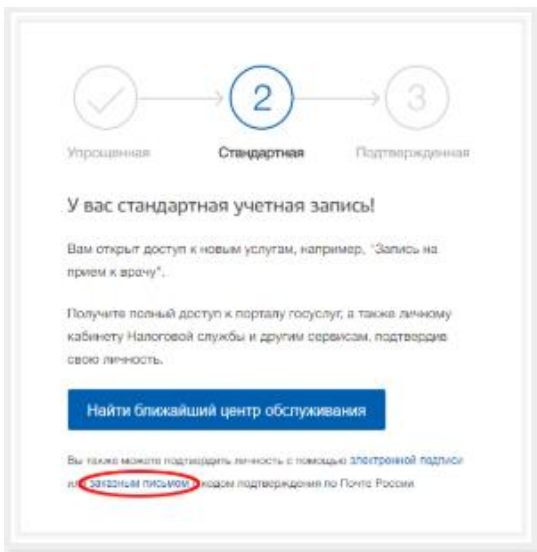 2
3
Упрощенная
Стандартная
Подтвержденная
У вас стандартная учетная запись!
Вам открыт доступ к новым услугам, например, "Запись на
прием к врачу".
Получите полный доступ к порталу госуслуг, а также личному
кабинету Налоговой службы и другим сервисам, подтвердив
свою личность.
Найти ближайший центр обслуживания
Вы также можете подтвердить личность с помощью электронной подписи
или заказным письмом с кодом подтверждения по Почте России